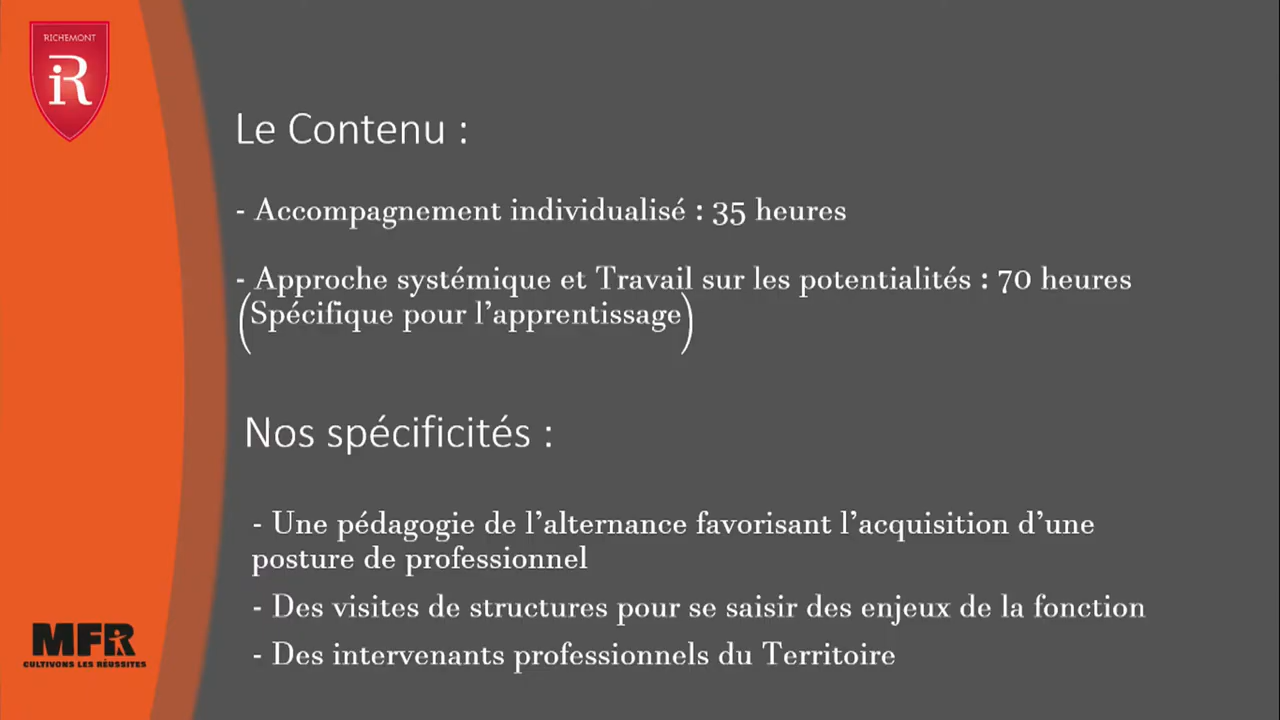 RICHEMONT
iR
Le Contenu :
- Accompagnement individualisé : 35 heures
- Approche systémique et Travail sur les potentialités : 70 heures
(Spécifique pour l’apprentissage)
Nos spécificités :
- Une pédagogie de l’alternance favorisant l’acquisition d’une
posture de professionnel
- Des visites de structures pour se saisir des enjeux de la fonction
- Des intervenants professionnels du Territoire
MFR
CULTIVONS LES RÉUSSITES